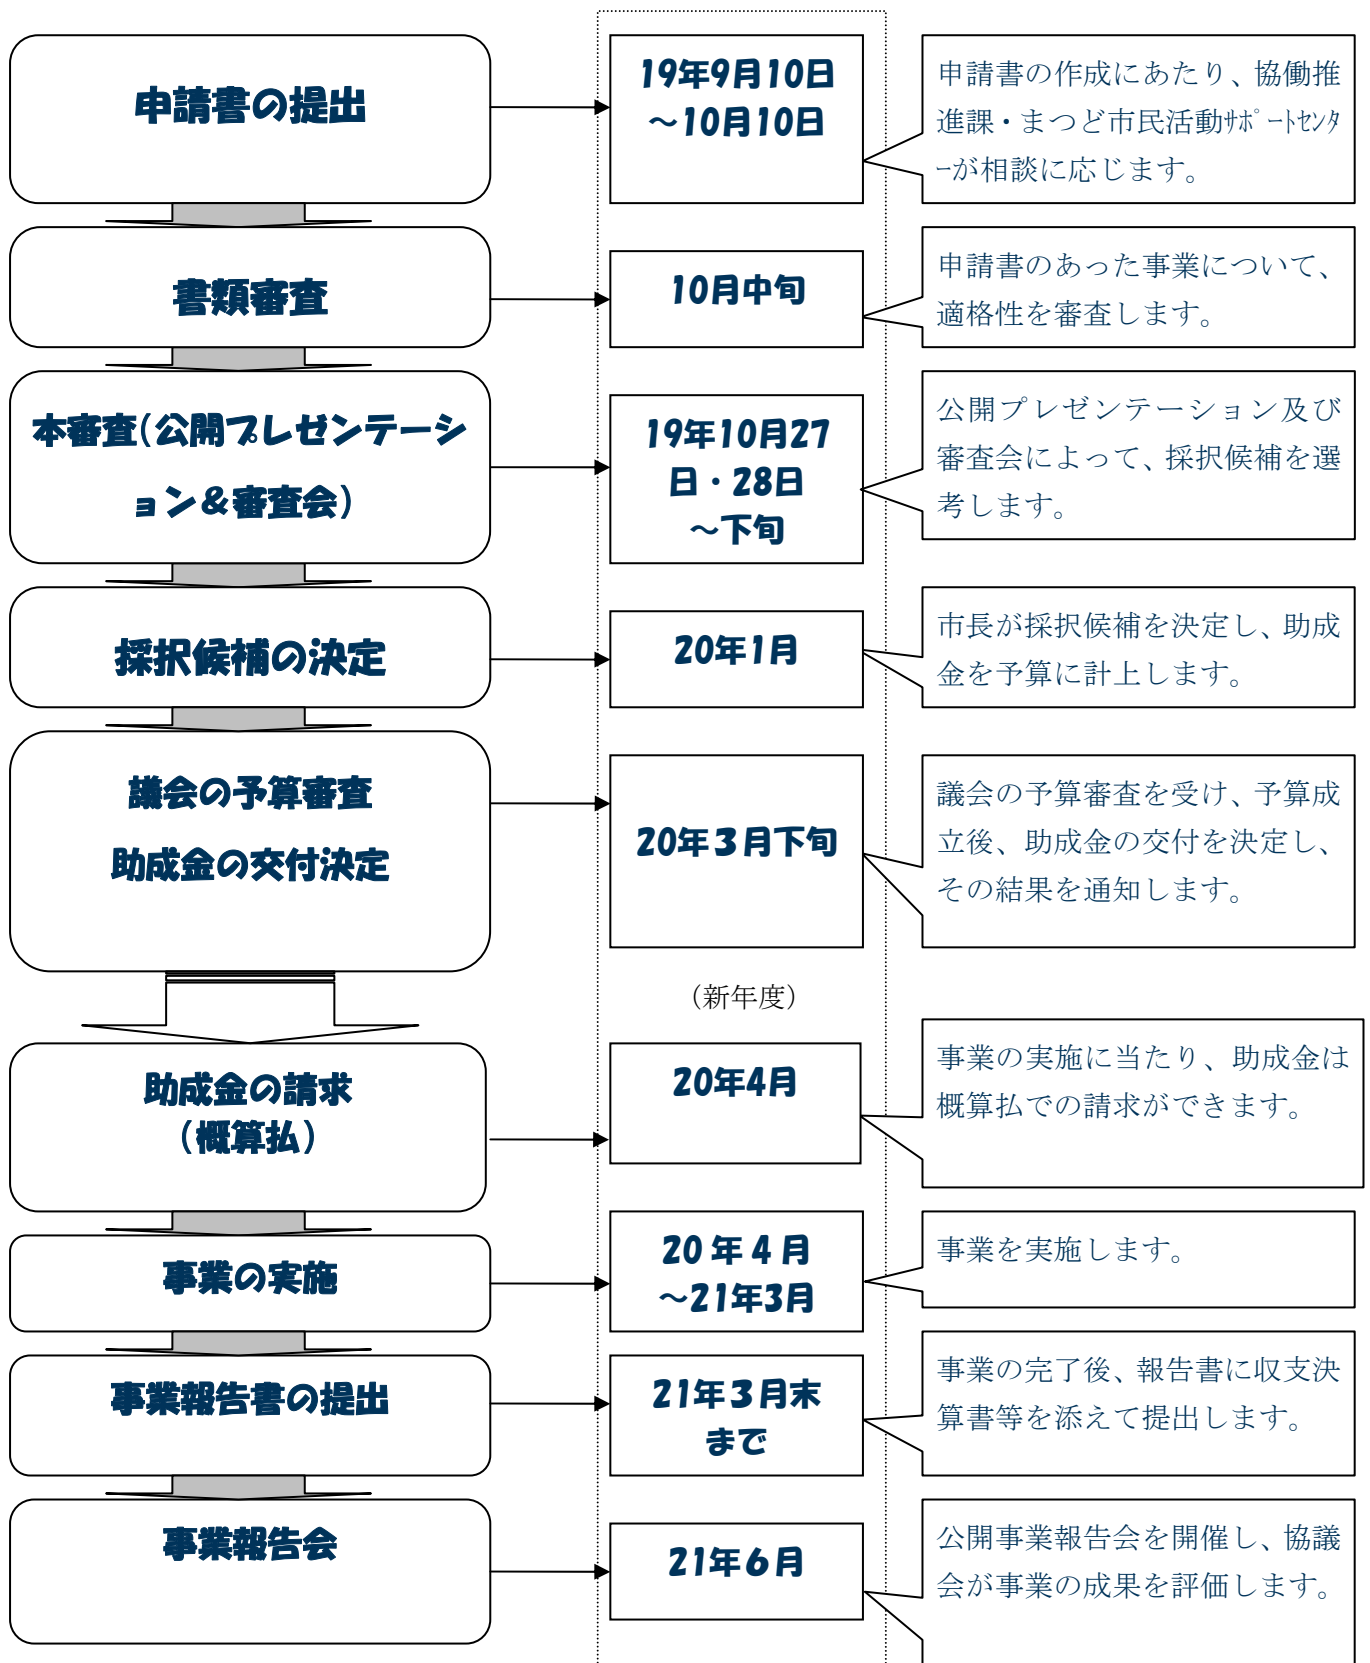 申請書の提出
19年9月10日
～10月10日
申請書の作成にあたり、協働推
進課・まつど市民活動ｻﾎﾟｰﾄｾﾝﾀ
ｰが相談に応じます。
書類審査
10月中旬
申請書のあった事業について、
適格性を審査します。
本審査(公開プレゼンテーシ
ョン＆審査会)
19年10月27
日・28日
～下旬
公開プレゼンテーション及び
審査会によって、採択候補を選
考します。
採択候補の決定
20年1月
市長が採択候補を決定し、助成
金を予算に計上します。
議会の予算審査
助成金の交付決定
20年３月下旬
議会の予算審査を受け、予算成
立後、助成金の交付を決定し、
その結果を通知します。
（新年度）
助成金の請求
（概算払）
20年4月
事業の実施に当たり、助成金は
概算払での請求ができます。
事業の実施
20 年 4 月
～21年3月
事業を実施します。
事業報告書の提出
21年３月末
まで
事業の完了後、報告書に収支決
算書等を添えて提出します。
事業報告会
21年６月
公開事業報告会を開催し、協議
会が事業の成果を評価します。